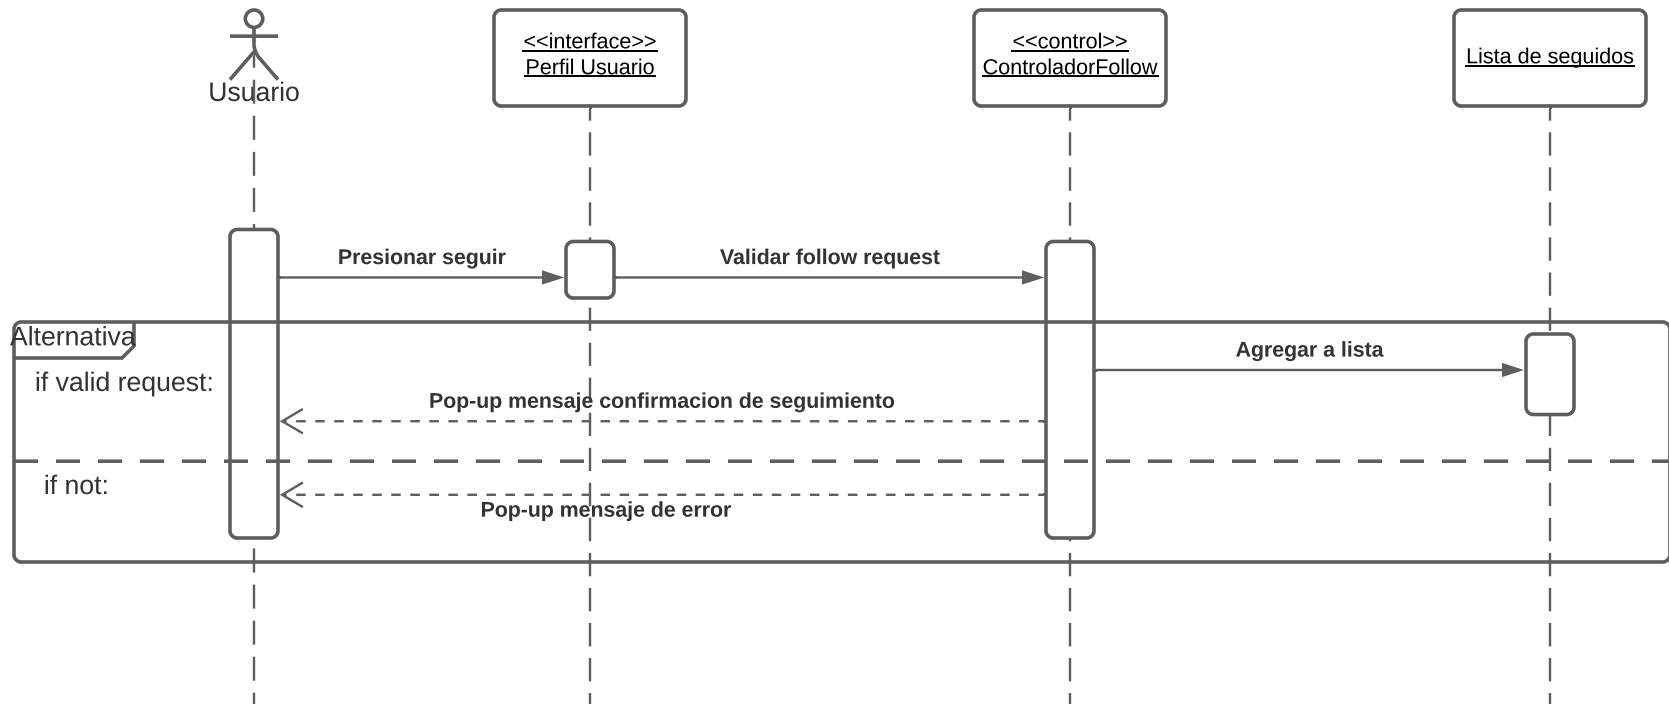 Usuario
<<interface>>
Perfil Usuario
<<control>>
ControladorFollow
Lista de seguidos
Presionar seguir
Validar follow request
Alternativa
Agregar a lista
if valid request:
Pop-up mensaje confirmacion de seguimiento
if not:
Pop-up mensaje de error